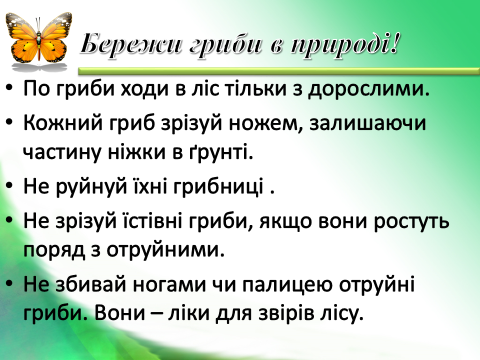 Бережи гриби в природі!
• По гриби ходи в ліс тільки з дорослими.
• Кожний гриб зрізуй ножем, залишаючи
частину ніжки в ґрунті.
• Не руйнуй їхні грибниці .
• Не зрізуй їстівні гриби, якщо вони ростуть
поряд з отруйними.
• Не збивай ногами чи палицею отруйні
гриби. Вони – ліки для звірів лісу.